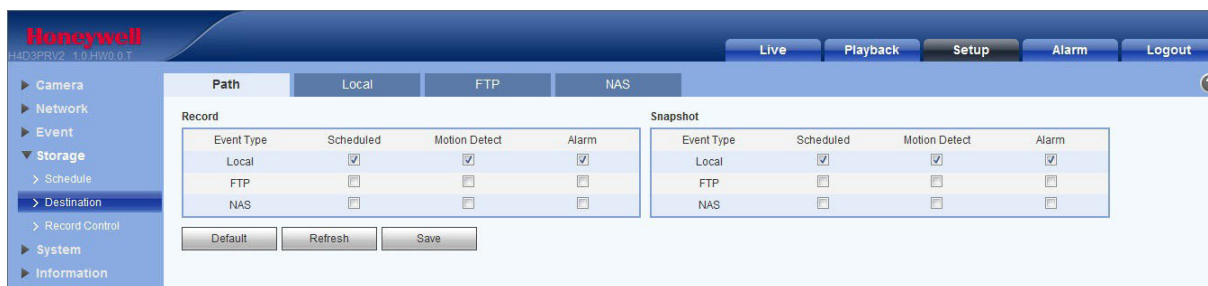 Honeywell
H4D3PRV2 1.0.HW0.0.T
Live Playback Setup Alarm Logout
Camera
Network
Event
Storage
Schedule
Destination
Record Control
System
Information
Path Local FTP NAS
Record
Event Type Scheduled Motion Detect Alarm
Local
FTP
NAS
Snapshot
Event Type Scheduled Motion Detect Alarm
Local
FTP
NAS
Default Refresh Save